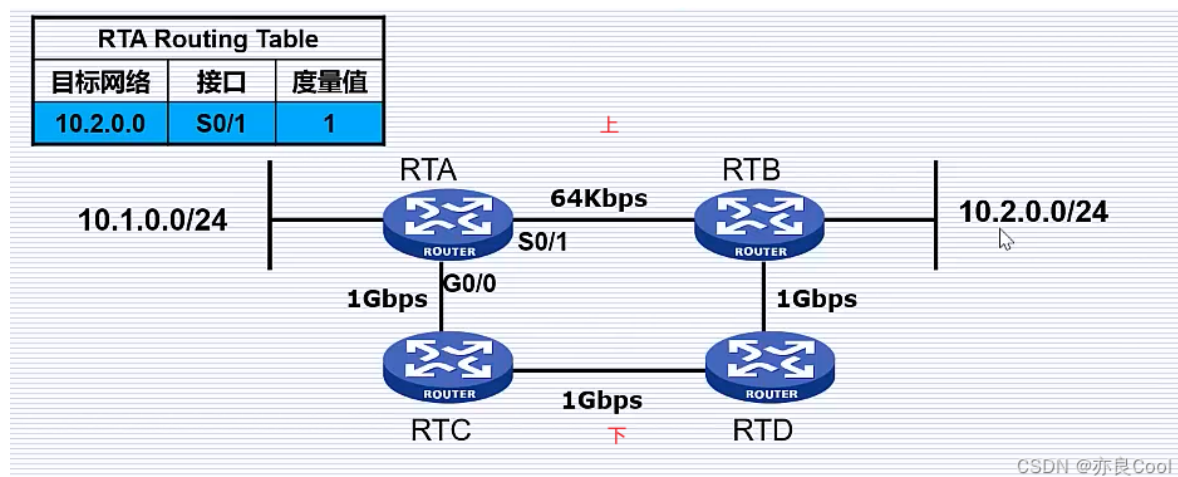 RTA Routing Table
目标网络 接口 度量值
10.2.0.0 S0/1 1
上
RTA RTB
10.1.0.0/24 64Kbps 10.2.0.0/24
ROUTER S0/1 ROUTER
G0/0
1Gbps 1Gbps
ROUTER 1Gbps ROUTER
RTC 下 RTD
CSDN @亦良Cool